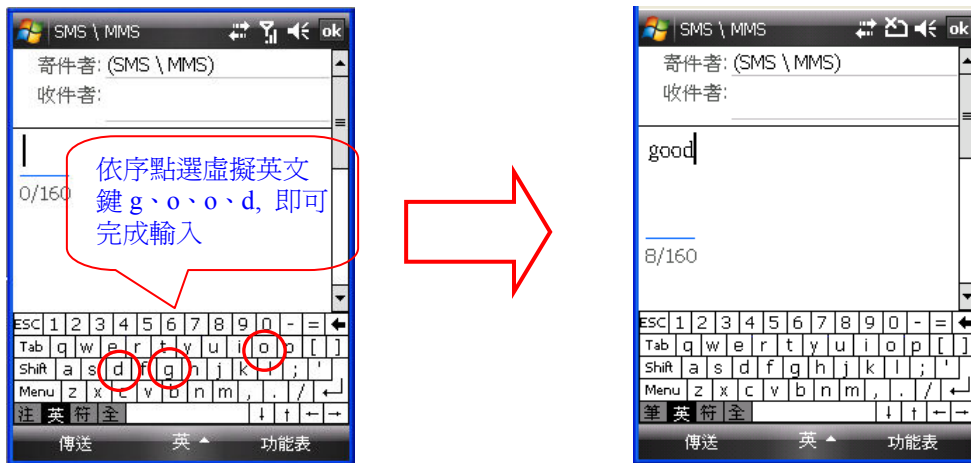 SMS \ MMS ok
寄件者: (SMS \ MMS)
收件者:
0/160
依序點選虛擬英文
鍵 g、o、o、d, 即可
完成輸入
ESC 1 2 3 4 5 6 7 8 9 0 - =
Tab q w e r t y u i o p [ ]
Shift a s d f g h j k l ; '
Menu z x c v b n m , . /
注 英 符 全
傳送 英 功能表
SMS \ MMS ok
寄件者: (SMS \ MMS)
收件者:
good
8/160
ESC 1 2 3 4 5 6 7 8 9 0 - =
Tab q w e r t y u i o p [ ]
Shift a s d f g h j k l ; '
Menu z x c v b n m , . /
筆 英 符 全
傳送 英 功能表